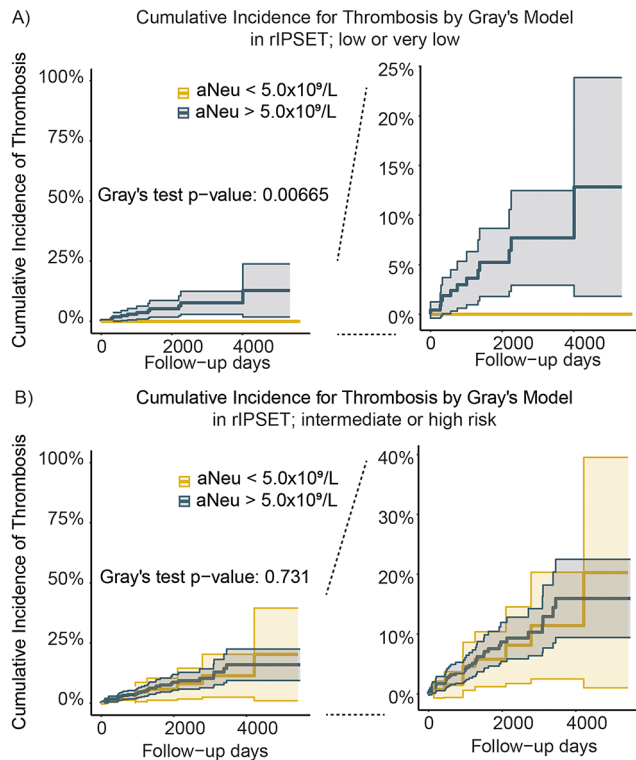 A)
Cumulative Incidence for Thrombosis by Gray's Model
in rIPSET; low or very low
Cumulative Incidence of Thrombosis
100%
75%
50%
25%
0%
aNeu < 5.0x10⁹/L
aNeu > 5.0x10⁹/L
Gray's test p-value: 0.00665
0 2000 4000
Follow-up days
25%
20%
15%
10%
5%
0%
0 2000 4000
Follow-up days
B)
Cumulative Incidence for Thrombosis by Gray's Model
in rIPSET; intermediate or high risk
Cumulative Incidence of Thrombosis
100%
75%
50%
25%
0%
aNeu < 5.0x10⁹/L
aNeu > 5.0x10⁹/L
Gray's test p-value: 0.731
0 2000 4000
Follow-up days
40%
30%
20%
10%
0%
0 2000 4000
Follow-up days